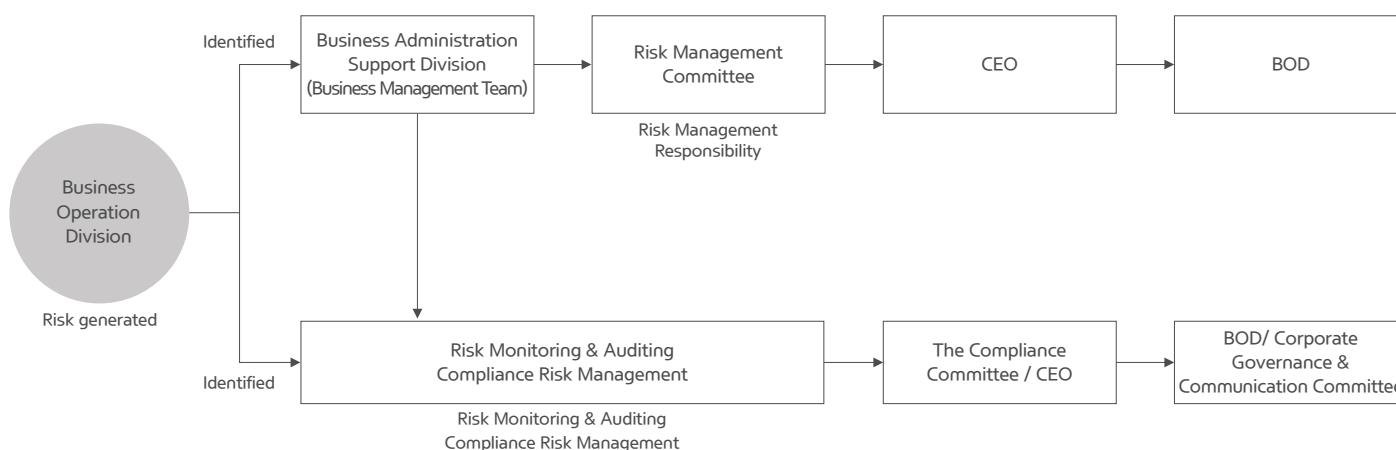 Identified
Business Administration
Support Division
(Business Management Team)
Risk Management
Committee
CEO
BOD
Risk Management
Responsibility
Business
Operation
Division
Risk generated
Identified
Risk Monitoring & Auditing
Compliance Risk Management
The Compliance
Committee / CEO
BOD/ Corporate
Governance &
Communication Committee
Risk Monitoring & Auditing
Compliance Risk Management